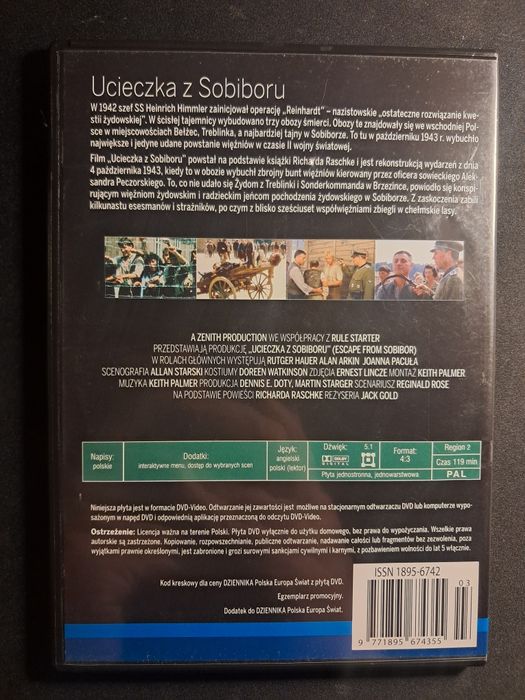 Ucieczka z Sobiboru
W 1942 szef SS Heinrich Himmler zainicjował operację „Reinhardt” – nazistowskie „ostateczne rozwiązanie kwe-
stii żydowskiej”. W ścisłej tajemnicy wybudowano trzy obozy śmierci. Obozy te znajdowały się we wschodniej Pol-
sce w miejscowościach Bełżec, Treblinka, a najbardziej tajny w Sobiborze. To tu w październiku 1943 r. wybuchło
największe i jedyne udane powstanie więźniów w czasie II wojny światowej.
Film „Ucieczka z Sobiboru” powstał na podstawie książki Richarda Raschke i jest rekonstrukcją wydarzeń z dnia
4 października 1943, kiedy to w obozie wybuchł zbrojny bunt więźniów kierowany przez oficera sowieckiego Alek-
sandra Peczorskiego. To, co nie udało się Żydom z Treblinki i Sonderkommanda w Brzezince, powiodło się konspi-
rującym więźniom żydowskim i radzieckim jeńcom pochodzenia żydowskiego w Sobiborze. Z zaskoczenia zabili
kilkunastu esesmanów i strażników, po czym z blisko sześciuset współwięźniami zbiegli w chełmskie lasy.
A ZENITH PRODUCTION WE WSPÓŁPRACY Z RULE STARTER
PRZEDSTAWIAJĄ PRODUKCJĘ „UCIECZKA Z SOBIBORU” (ESCAPE FROM SOBIBOR)
W ROLACH GŁÓWNYCH WYSTĘPUJĄ RUTGER HAUER ALAN ARKIN JOANNA PACUŁA
SCENOGRAFIA ALLAN STARSKI KOSTIUMY DOREEN WATKINSON ZDJĘCIA ERNEST LINCZE MONTAŻ KEITH PALMER
MUZYKA KEITH PALMER PRODUKCJA DENNIS E. DOTY, MARTIN STARGER SCENARIUSZ REGINALD ROSE
NA PODSTAWIE POWIEŚCI RICHARDA RASCHKE REŻYSERIA JACK GOLD
Napisy:
polskie
Dodatki:
interaktywne menu, dostęp do wybranych scen
Język:
angielski
polski (lektor)
Dźwięk: 5.1
DOLBY
DIGITAL
Format:
4:3
Płyta jednostronna, jednowarstwowa
Region 2
Czas 119 min
PAL
Niniejsza płyta jest w formacie DVD-Video. Odtwarzanie jej zawartości jest możliwe na stacjonarnym odtwarzaczu DVD lub komputerze wypo-
sażonym w napęd DVD i odpowiednią aplikację przeznaczoną do odczytu DVD-Video.
Ostrzeżenie: Licencja ważna na terenie Polski. Płyta DVD wyłącznie do użytku domowego, bez prawa do wypożyczania. Wszelkie prawa
autorskie są zastrzeżone. Kopiowanie, rozpowszechnianie, publiczne odtwarzanie, nadawanie całości lub fragmentów bez zezwolenia, poza
wyjątkami prawnie określonymi, jest zabronione i grozi surowymi sankcjami cywilnymi i karnymi, z pozbawieniem wolności do lat 5 włącznie.
Kod kreskowy dla ceny DZIENNIKA Polska Europa Świat z płytą DVD.
Egzemplarz promocyjny.
Dodatek do DZIENNIKA Polska Europa Świat.
ISSN 1895-6742
03
9 771895 674355